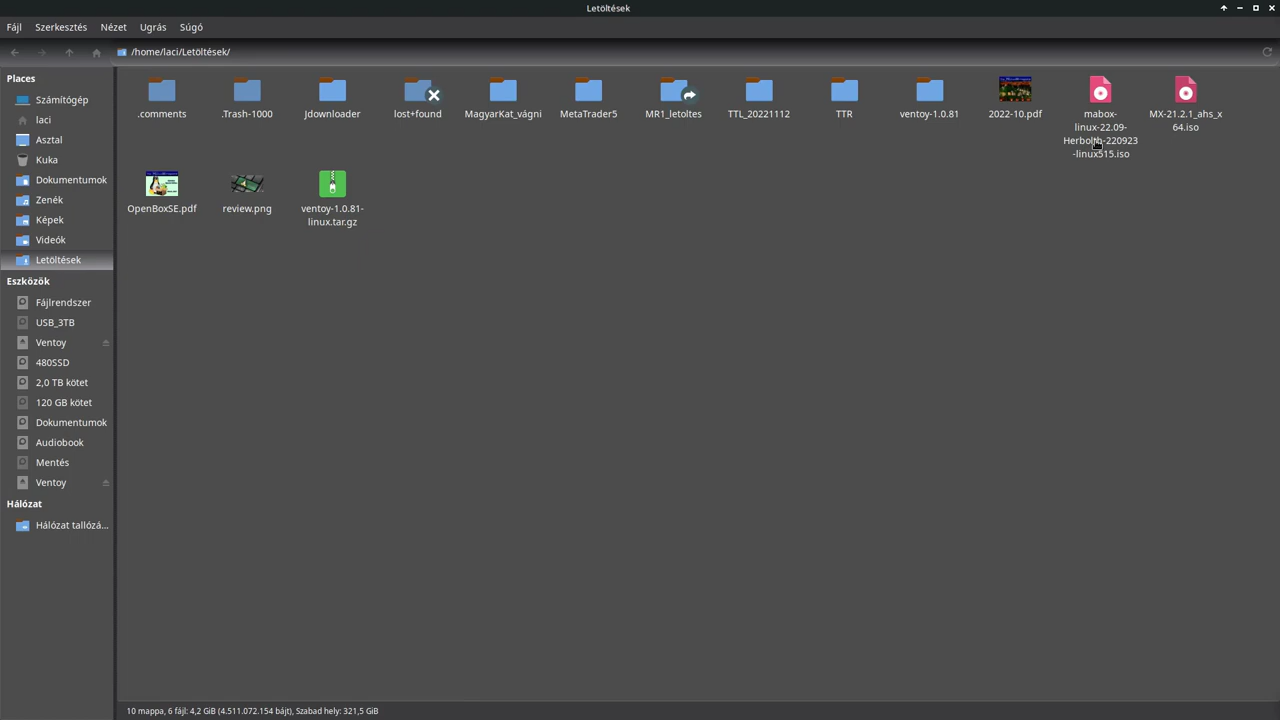 Letöltések
Fájl Szerkesztés Nézet Ugrás Súgó
/home/laci/Letöltések/
Places
Számítógép
laci
Asztal
Kuka
Dokumentumok
Zenék
Képek
Videók
Letöltések
Eszközök
Fájlrendszer
USB_3TB
Ventoy
480SSD
2,0 TB kötet
120 GB kötet
Dokumentumok
Audiobook
Mentés
Ventoy
Hálózat
Hálózat tallózá...
.comments
.Trash-1000
Jdownloader
lost+found
MagyarKat_vágni
MetaTrader5
MR1_letoltes
TTL_20221112
TTR
ventoy-1.0.81
2022-10.pdf
mabox-
linux-22.09-
Herbolth-220923
-linux515.iso
MX-21.2.1_ahs_x
64.iso
OpenBoxSE.pdf
review.png
ventoy-1.0.81-
linux.tar.gz
10 mappa, 6 fájl: 4,2 GiB (4.511.072.154 bájt), Szabad hely: 321,5 GiB